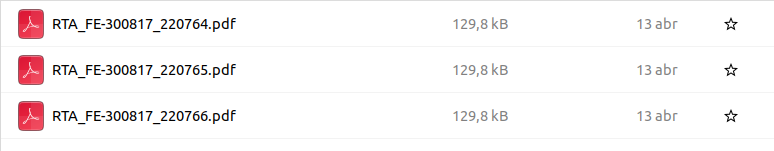 RTA_FE-300817_220764.pdf 129,8 kB 13 abr
RTA_FE-300817_220765.pdf 129,8 kB 13 abr
RTA_FE-300817_220766.pdf 129,8 kB 13 abr